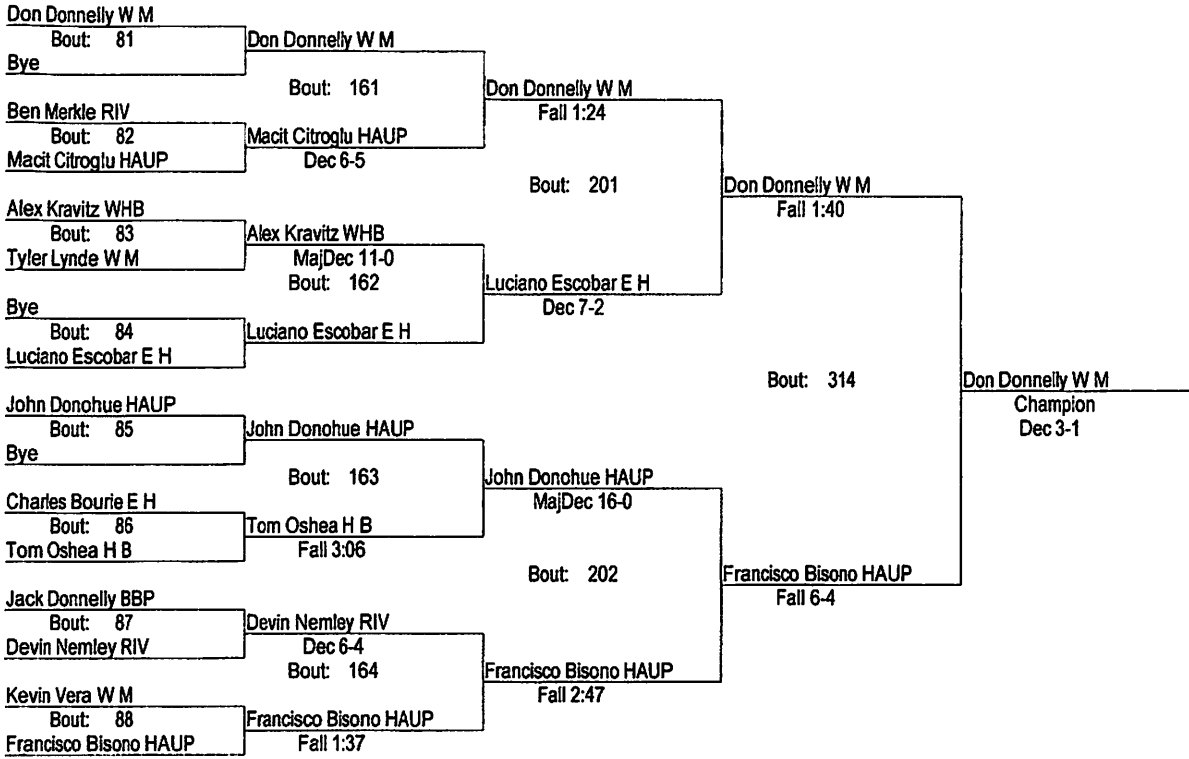 Don Donnelly W M
Bout: 81
Bye
Don Donnelly W M
Bout: 161
Ben Merkle RIV
Bout: 82
Macit Citroglu HAUP
Macit Citroglu HAUP
Dec 6-5
Don Donnelly W M
Fall 1:24
Bout: 201
Alex Kravitz WHB
Bout: 83
Tyler Lynde W M
Alex Kravitz WHB
MajDec 11-0
Bout: 162
Bye
Bout: 84
Luciano Escobar E H
Luciano Escobar E H
Luciano Escobar E H
Dec 7-2
Don Donnelly W M
Fall 1:40
Bout: 314
Don Donnelly W M
Champion
Dec 3-1
John Donohue HAUP
Bout: 85
Bye
John Donohue HAUP
Bout: 163
Charles Bourie E H
Bout: 86
Tom Oshea H B
Tom Oshea H B
Fall 3:06
John Donohue HAUP
MajDec 16-0
Bout: 202
Jack Donnelly BBP
Bout: 87
Devin Nemley RIV
Devin Nemley RIV
Dec 6-4
Bout: 164
Kevin Vera W M
Bout: 88
Francisco Bisono HAUP
Francisco Bisono HAUP
Fall 1:37
Francisco Bisono HAUP
Fall 2:47
Francisco Bisono HAUP
Fall 6-4